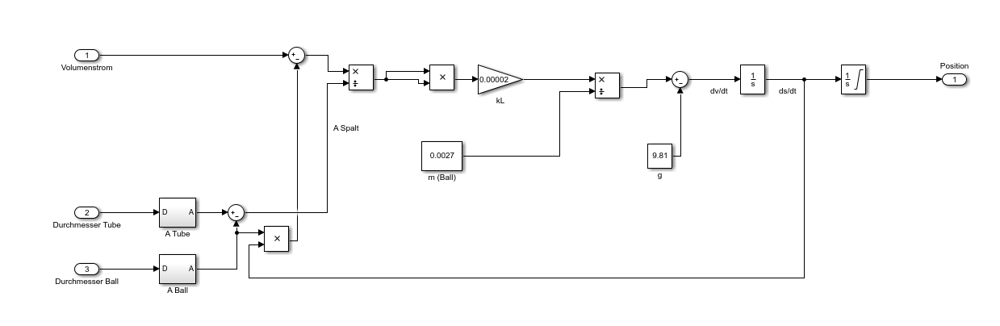 1
Volumenstrom
+
−
×
÷
×
0.00002
kL
×
÷
+
−
dv/dt
1
s
ds/dt
1
s
Position
1
A Spalt
0.0027
m (Ball)
9.81
g
2
Durchmesser Tube
D A
A Tube
+
−
×
3
Durchmesser Ball
D A
A Ball